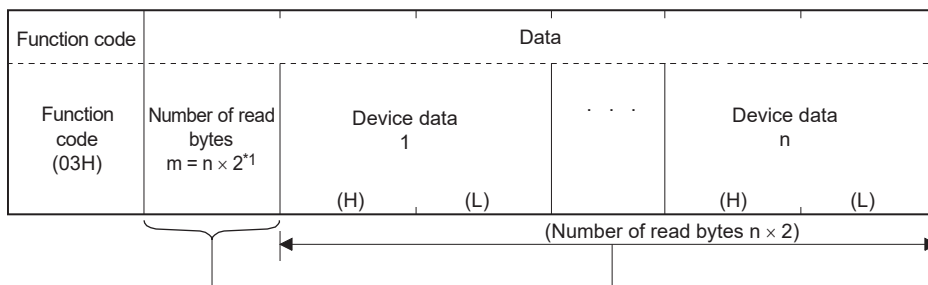 Function code
Data
Function
code
(03H)
Number of read
bytes
m = n × 2*1
Device data
1
(H) (L)
. . .
Device data
n
(H) (L)
(Number of read bytes n × 2)